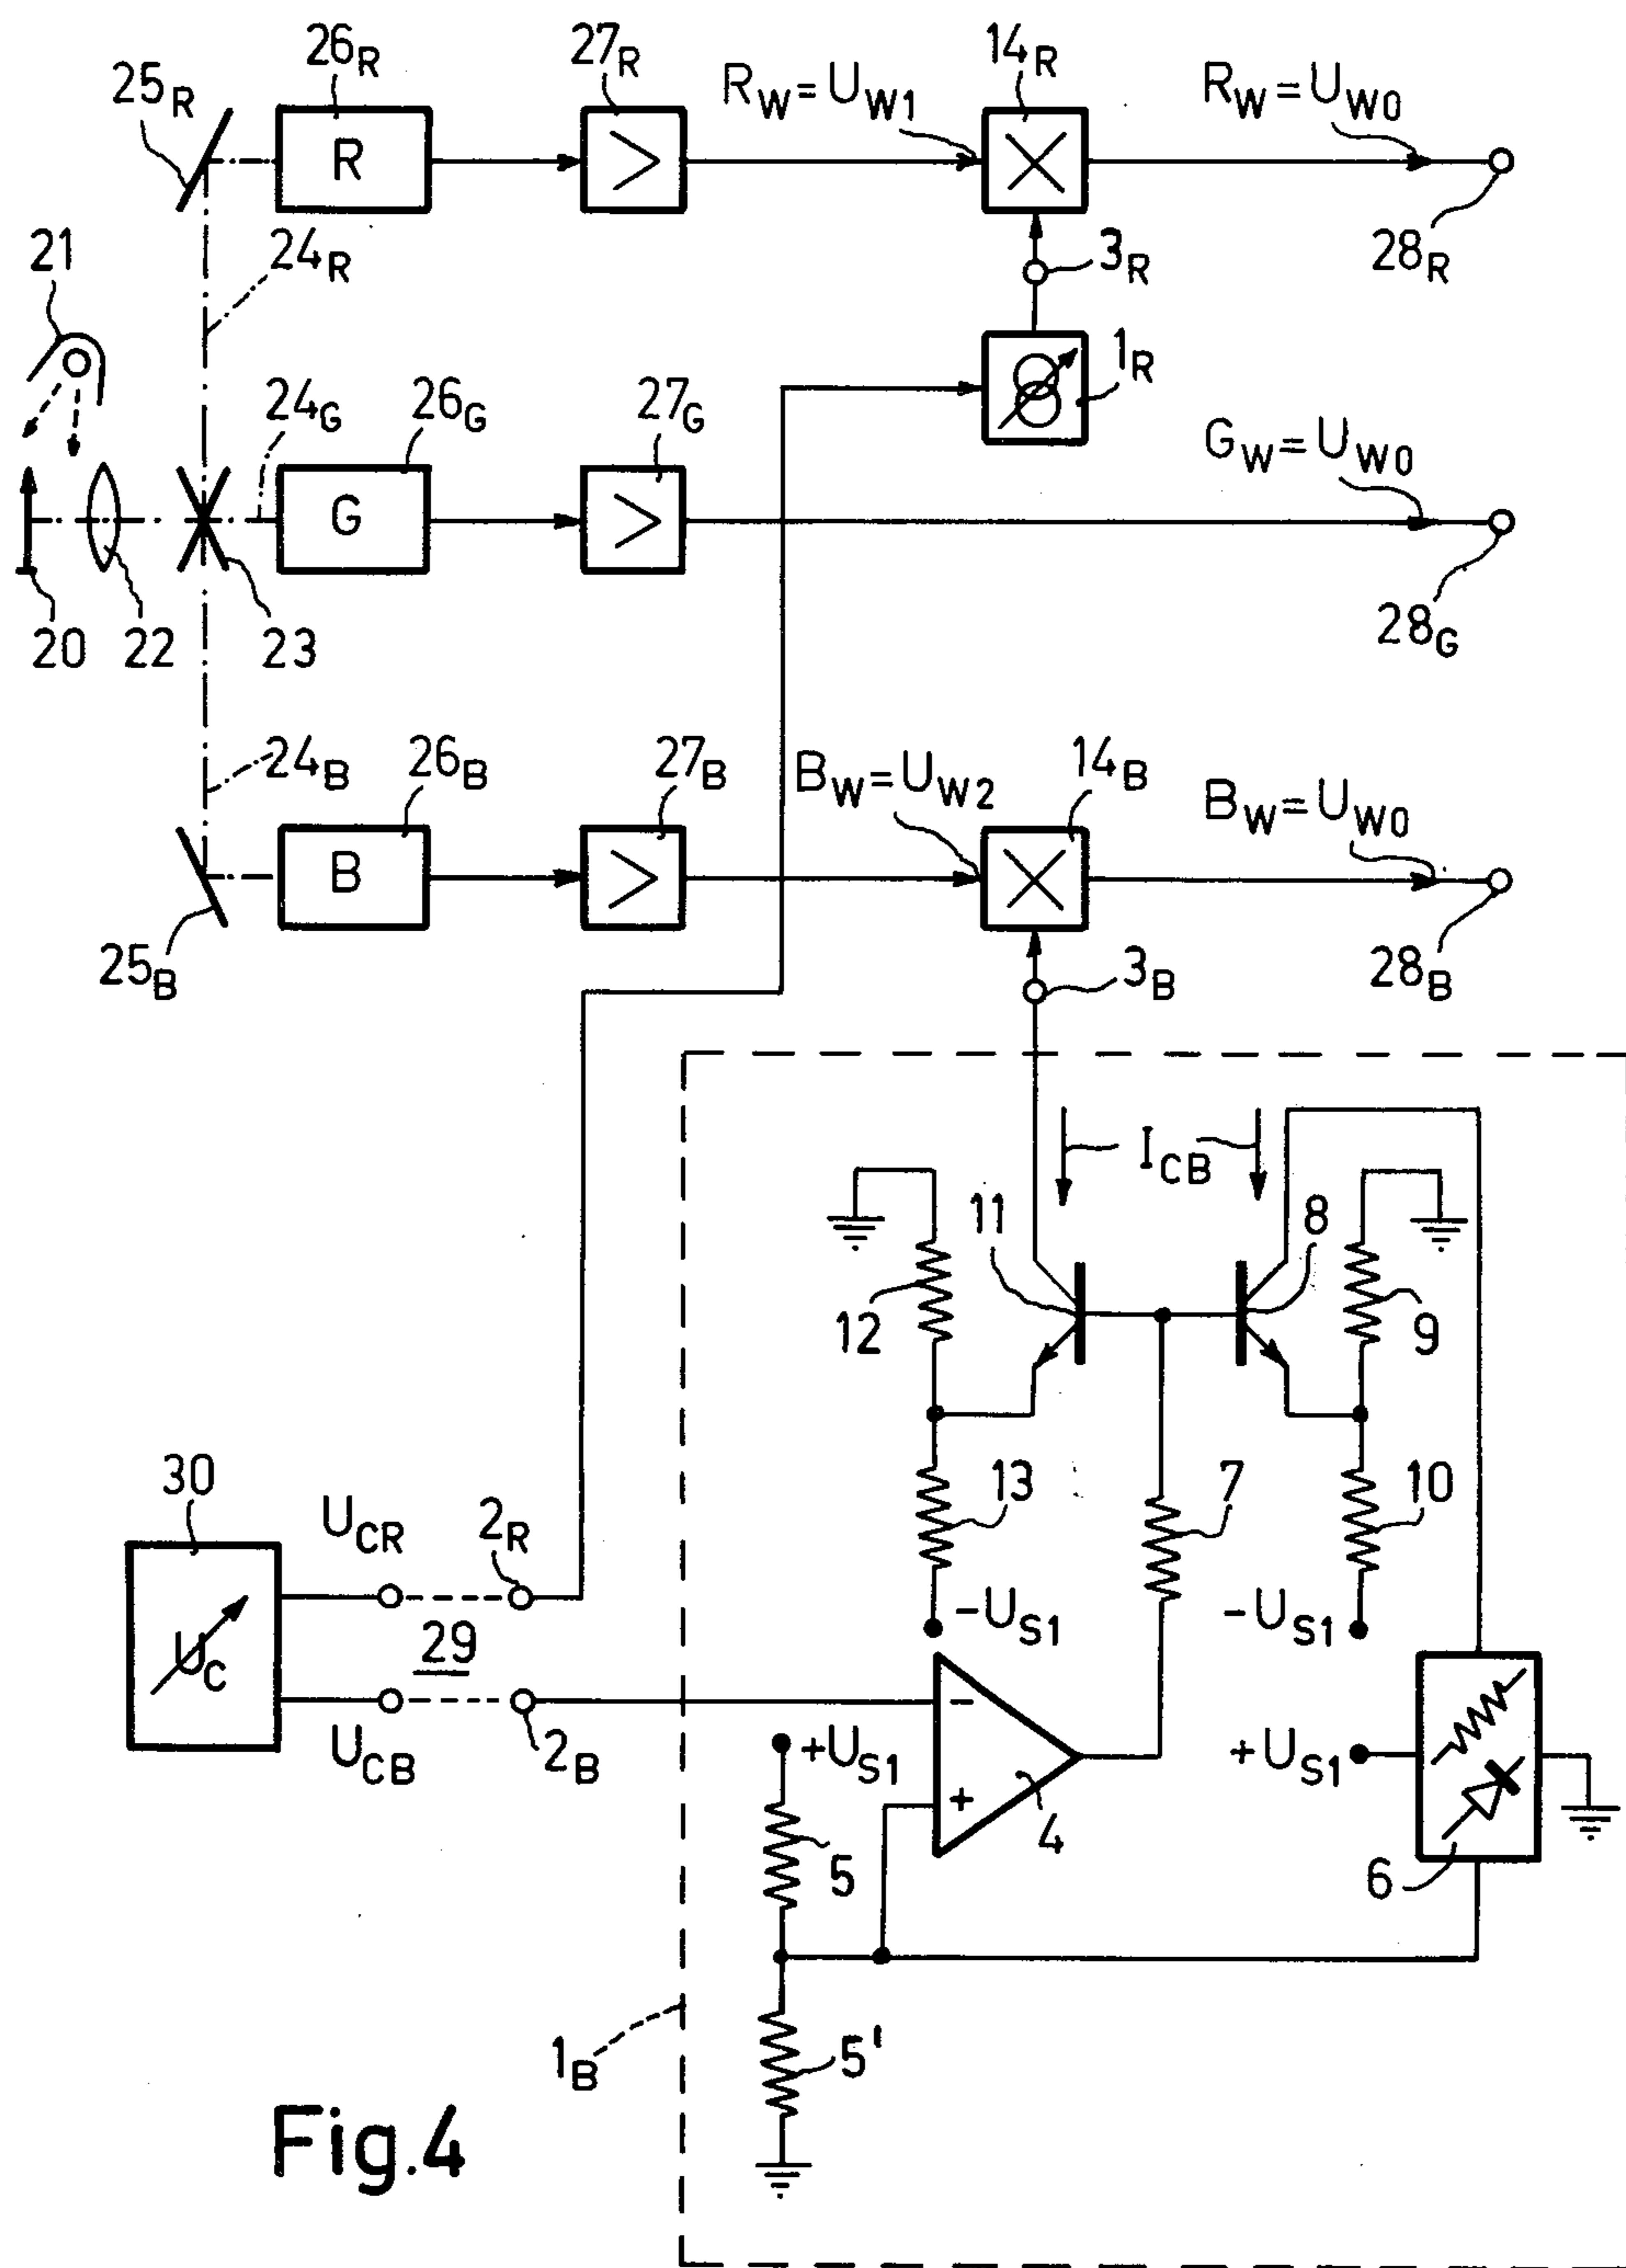 26R 27R 14R
25R R > RW=UW1 RW=UW0
21 24R 3R 28R
1R
24G 26G 27G GW=UW0
G >
20 22 23 28G
24B 26B 27B BW=UW2 14B BW=UW0
B >
25B 3B 28B
ICB
11 8
12 9
13 7 10
30 UCR 2R
-US1 -US1
UC 29
UCB 2B
- +US1 +US1
+ 4
5 6
1B 5'
Fig.4